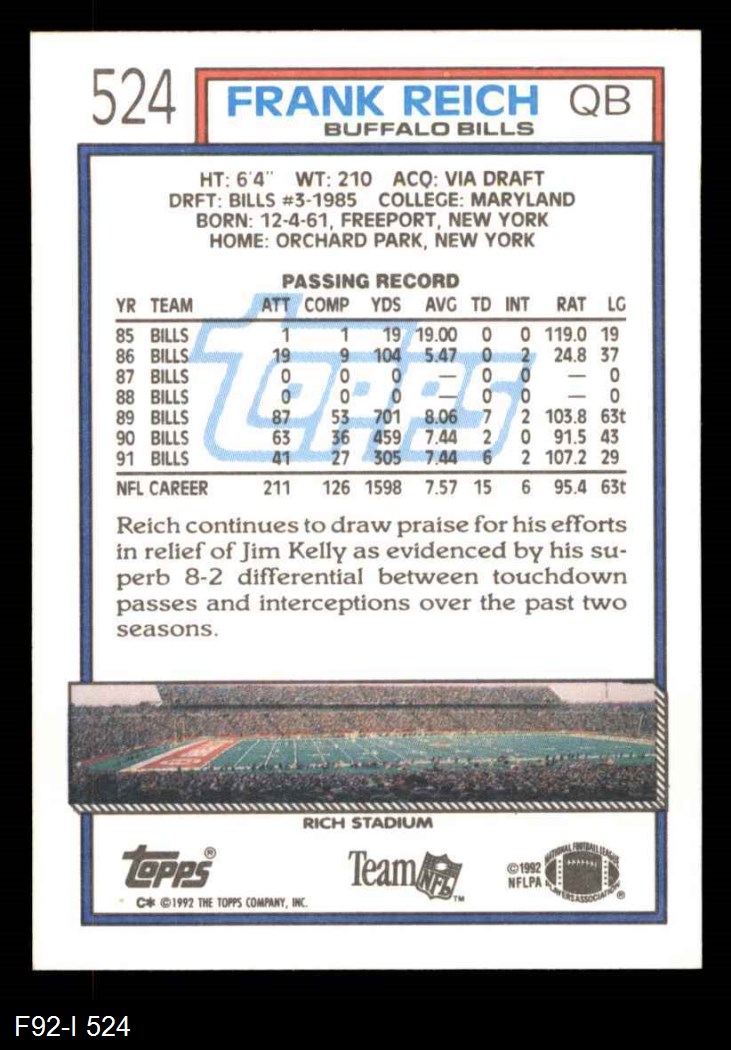 524 FRANK REICH QB
BUFFALO BILLS
HT: 6'4" WT: 210 ACQ: VIA DRAFT
DRFT: BILLS #3-1985 COLLEGE: MARYLAND
BORN: 12-4-61, FREEPORT, NEW YORK
HOME: ORCHARD PARK, NEW YORK
PASSING RECORD
YR TEAM ATT COMP YDS AVG TD INT RAT LG
85 BILLS 1 1 19 19.00 0 0 119.0 19
86 BILLS 19 9 104 5.47 0 2 24.8 37
87 BILLS 0 0 0 — 0 0 — 0
88 BILLS 0 0 0 — 0 0 — 0
89 BILLS 87 53 701 8.06 7 2 103.8 63t
90 BILLS 63 36 459 7.44 2 0 91.5 43
91 BILLS 41 27 305 7.44 6 2 107.2 29
NFL CAREER 211 126 1598 7.57 15 6 95.4 63t
Topps
Reich continues to draw praise for his efforts
in relief of Jim Kelly as evidenced by his su-
perb 8-2 differential between touchdown
passes and interceptions over the past two
seasons.
RICH STADIUM
Topps® Team NFL™ ©1992 NFLPA NATIONAL FOOTBALL LEAGUE PLAYERS ASSOCIATION®
C* ©1992 THE TOPPS COMPANY, INC.
F92-I 524